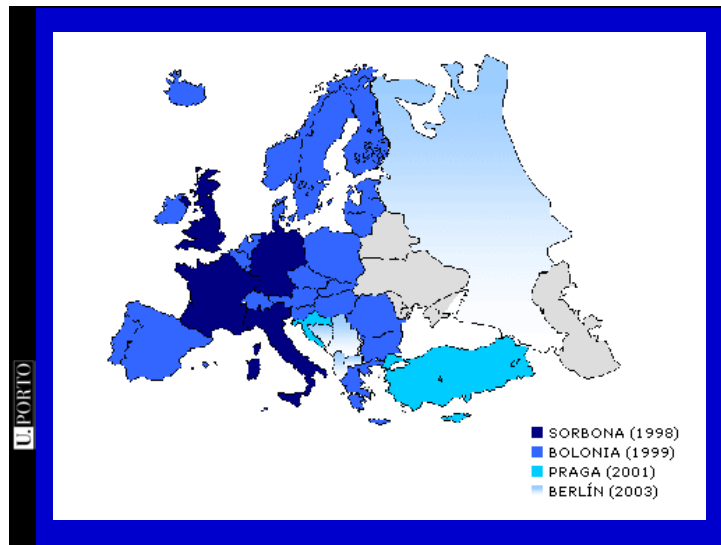 U. PORTO
SORBONA (1998)
BOLONIA (1999)
PRAGA (2001)
BERLÍN (2003)